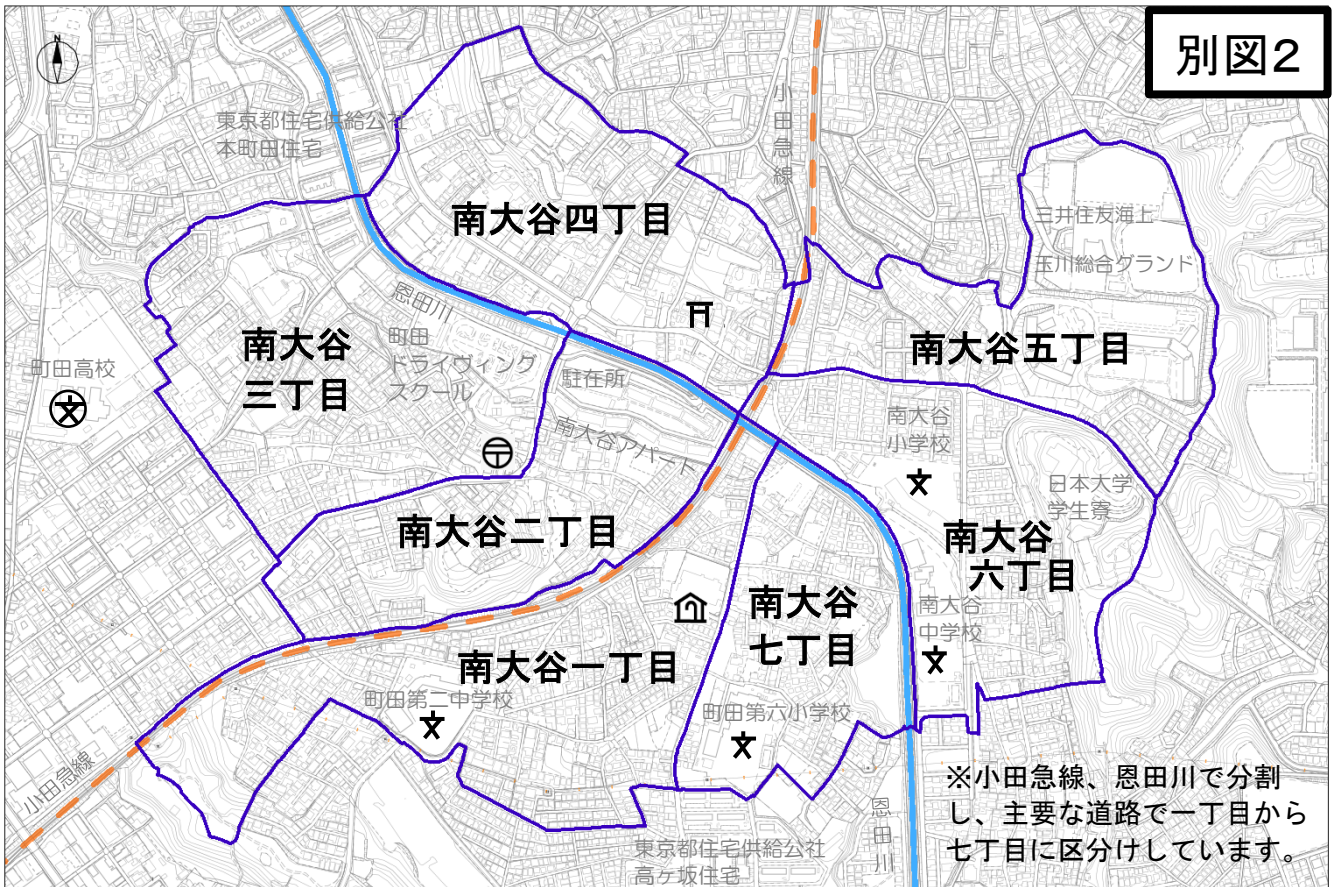 別図2
N
小田急線
東京都住宅供給公社
本町田住宅
南大谷四丁目
三井住友海上
玉川総合グランド
恩田川
南大谷
三丁目
町田
ドライヴィング
スクール
駐在所
南大谷五丁目
町田高校
南大谷アパート
南大谷
小学校
日本大学
学生寮
南大谷二丁目
南大谷
六丁目
南大谷
七丁目
南大谷
中学校
南大谷一丁目
町田第二中学校
町田第六小学校
小田急線
恩田川
東京都住宅供給公社
高ヶ坂住宅
※小田急線、恩田川で分割
し、主要な道路で一丁目から
七丁目に区分けしています。